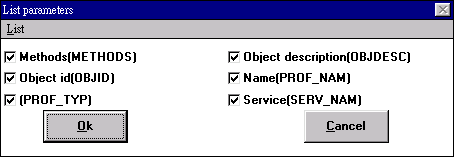 List parameters
List
Methods(METHODS) Object description(OBJDESC)
Object id(OBJID) Name(PROF_NAM)
(PROF_TYP) Service(SERV_NAM)
Ok Cancel